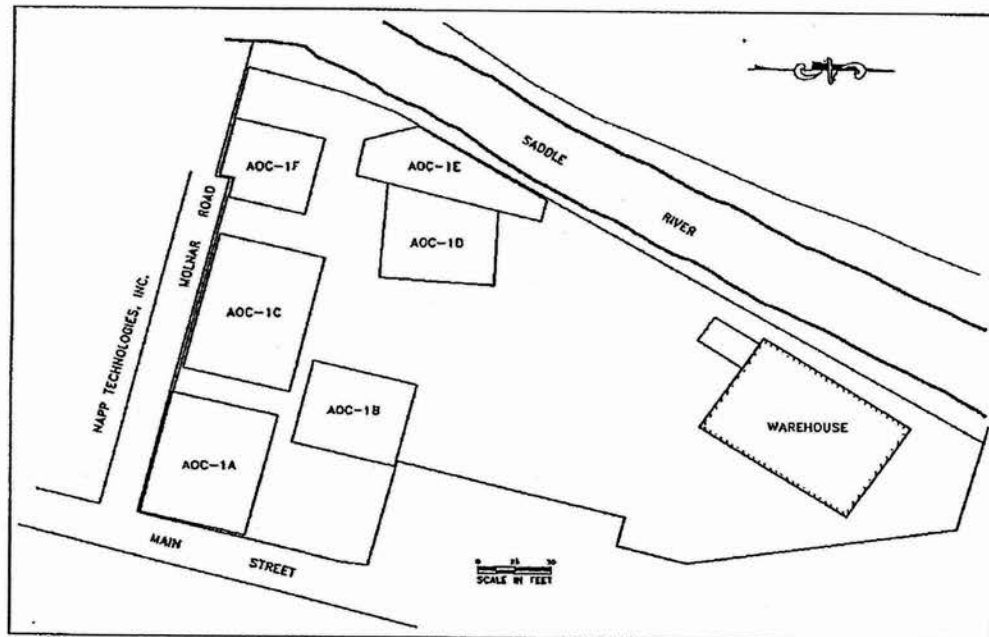 SADDLE
RIVER
AOC-1F
AOC-1E
MOLNAR ROAD
AOC-1D
NAPP TECHNOLOGIES, INC.
AOC-1C
AOC-1B
WAREHOUSE
AOC-1A
MAIN
STREET
0
SCALE IN FEET